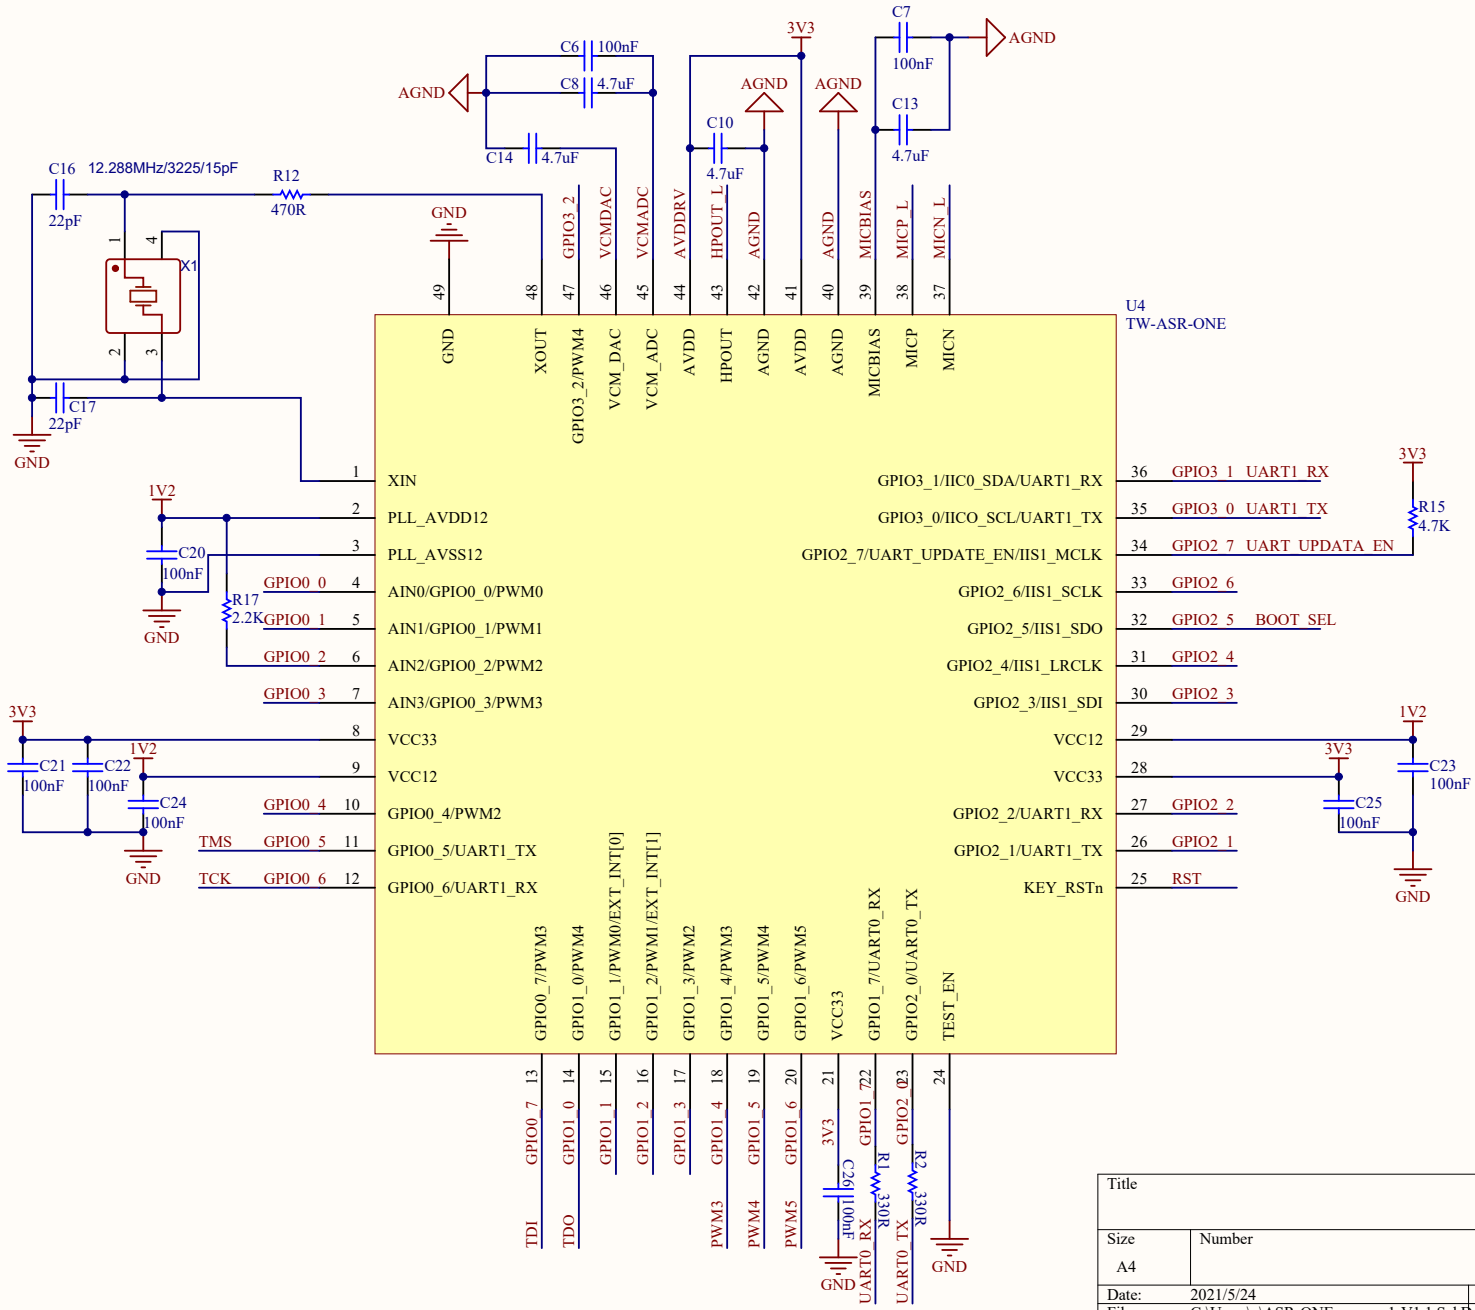 C7
100nF
AGND
3V3
C6 100nF
C8 4.7uF
AGND
AGND
AGND
C13
4.7uF
C14 4.7uF
C10
4.7uF
C16
22pF
12.288MHz/3225/15pF
R12
470R
GND
GPIO3_2
VCMDAC
VCMADC
AVDDRV
HPOUT_L
AGND
AGND
MICBIAS
MICP_L
MICN_L
X1
1
4
2
3
C17
22pF
GND
49
48
47
46
45
44
43
42
41
40
39
38
37
GND
XOUT
GPIO3_2/PWM4
VCM_DAC
VCM_ADC
AVDD
HPOUT
AGND
AVDD
AGND
MICBIAS
MICP
MICN
U4
TW-ASR-ONE
1 XIN
1V2
2 PLL_AVDD12
3 PLL_AVSS12
C20
100nF
GND
R17
2.2K
GPIO0_0 4 AIN0/GPIO0_0/PWM0
GPIO0_1 5 AIN1/GPIO0_1/PWM1
GPIO0_2 6 AIN2/GPIO0_2/PWM2
GPIO0_3 7 AIN3/GPIO0_3/PWM3
3V3
8 VCC33
1V2
9 VCC12
C21
100nF
C22
100nF
C24
100nF
GND
GPIO0_4 10 GPIO0_4/PWM2
TMS GPIO0_5 11 GPIO0_5/UART1_TX
TCK GPIO0_6 12 GPIO0_6/UART1_RX
GPIO3_1/IIC0_SDA/UART1_RX 36 GPIO3_1 UART1_RX
GPIO3_0/IICO_SCL/UART1_TX 35 GPIO3_0 UART1_TX
GPIO2_7/UART_UPDATE_EN/IIS1_MCLK 34 GPIO2_7 UART_UPDATA_EN
3V3
R15
4.7K
GPIO2_6/IIS1_SCLK 33 GPIO2_6
GPIO2_5/IIS1_SDO 32 GPIO2_5 BOOT_SEL
GPIO2_4/IIS1_LRCLK 31 GPIO2_4
GPIO2_3/IIS1_SDI 30 GPIO2_3
VCC12 29
1V2
VCC33 28
3V3
C23
100nF
C25
100nF
GND
GPIO2_2/UART1_RX 27 GPIO2_2
GPIO2_1/UART1_TX 26 GPIO2_1
KEY_RSTn 25 RST
GPIO0_7/PWM3
GPIO1_0/PWM4
GPIO1_1/PWM0/EXT_INT[0]
GPIO1_2/PWM1/EXT_INT[1]
GPIO1_3/PWM2
GPIO1_4/PWM3
GPIO1_5/PWM4
GPIO1_6/PWM5
VCC33
GPIO1_7/UART0_RX
GPIO2_0/UART0_TX
TEST_EN
13
14
15
16
17
18
19
20
21
22
23
24
GPIO0_7
GPIO1_0
GPIO1_1
GPIO1_2
GPIO1_3
GPIO1_4
GPIO1_5
GPIO1_6
3V3
GPIO1_7
GPIO2_0
TDI
TDO
PWM3
PWM4
PWM5
C26
100nF
GND
R1
330R
R2
330R
UART0_RX
UART0_TX
GND
Title
Size Number
A4
Date: 2021/5/24